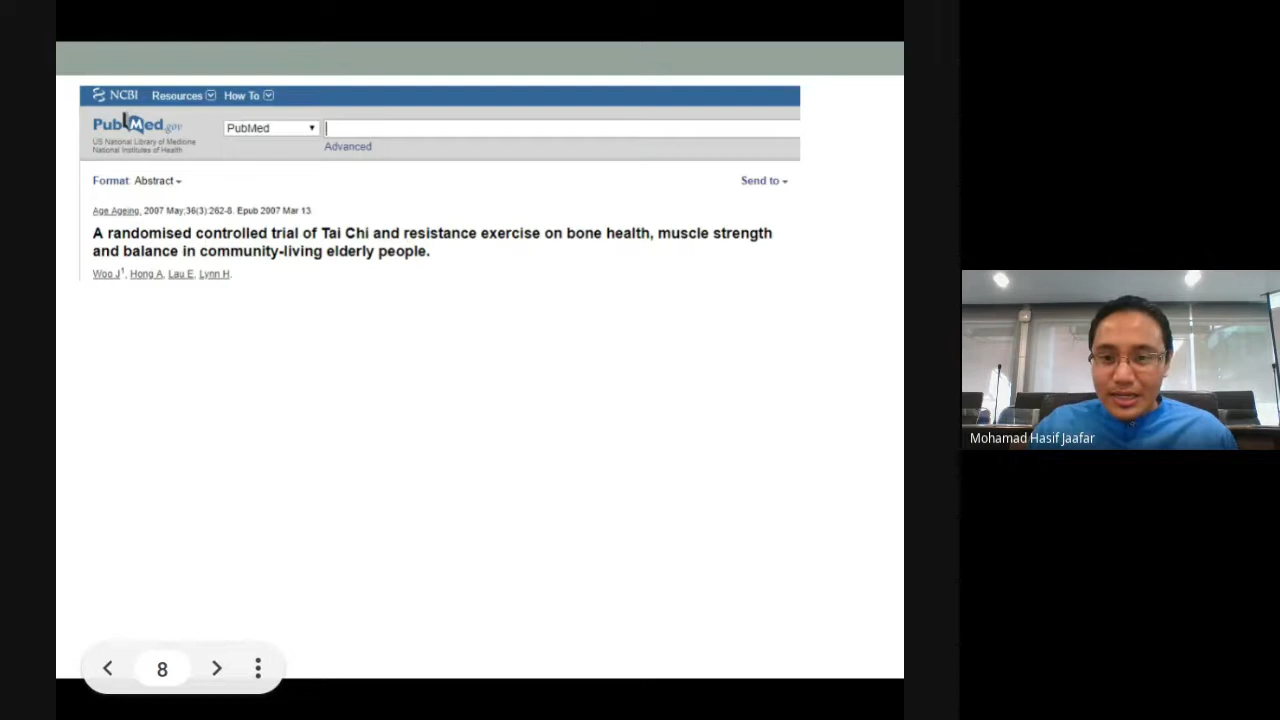 NCBI Resources How To
PubMed.gov
US National Library of Medicine
National Institutes of Health
PubMed
Advanced
Format: Abstract
Send to
Age Ageing. 2007 May;36(3):262-8. Epub 2007 Mar 13.
A randomised controlled trial of Tai Chi and resistance exercise on bone health, muscle strength
and balance in community-living elderly people.
Woo J1, Hong A, Lau E, Lynn H.
8
Mohamad Hasif Jaafar